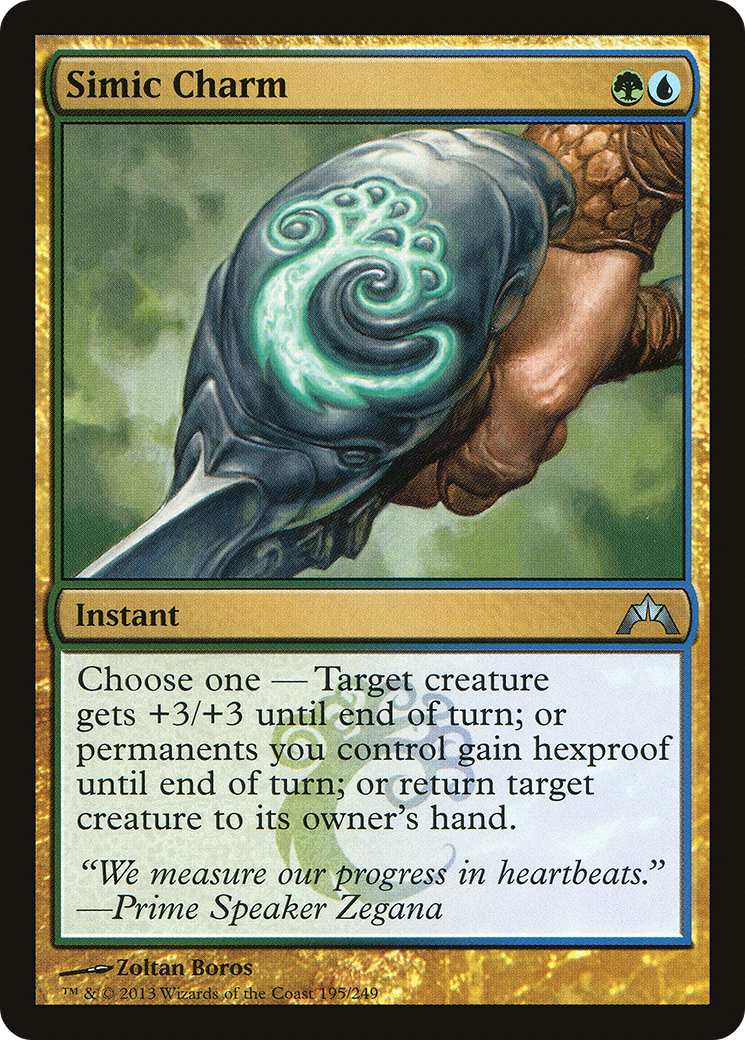 Simic Charm
Instant
Choose one — Target creature
gets +3/+3 until end of turn; or
permanents you control gain hexproof
until end of turn; or return target
creature to its owner's hand.
“We measure our progress in heartbeats.”
—Prime Speaker Zegana
Zoltan Boros
™ & © 2013 Wizards of the Coast 195/249